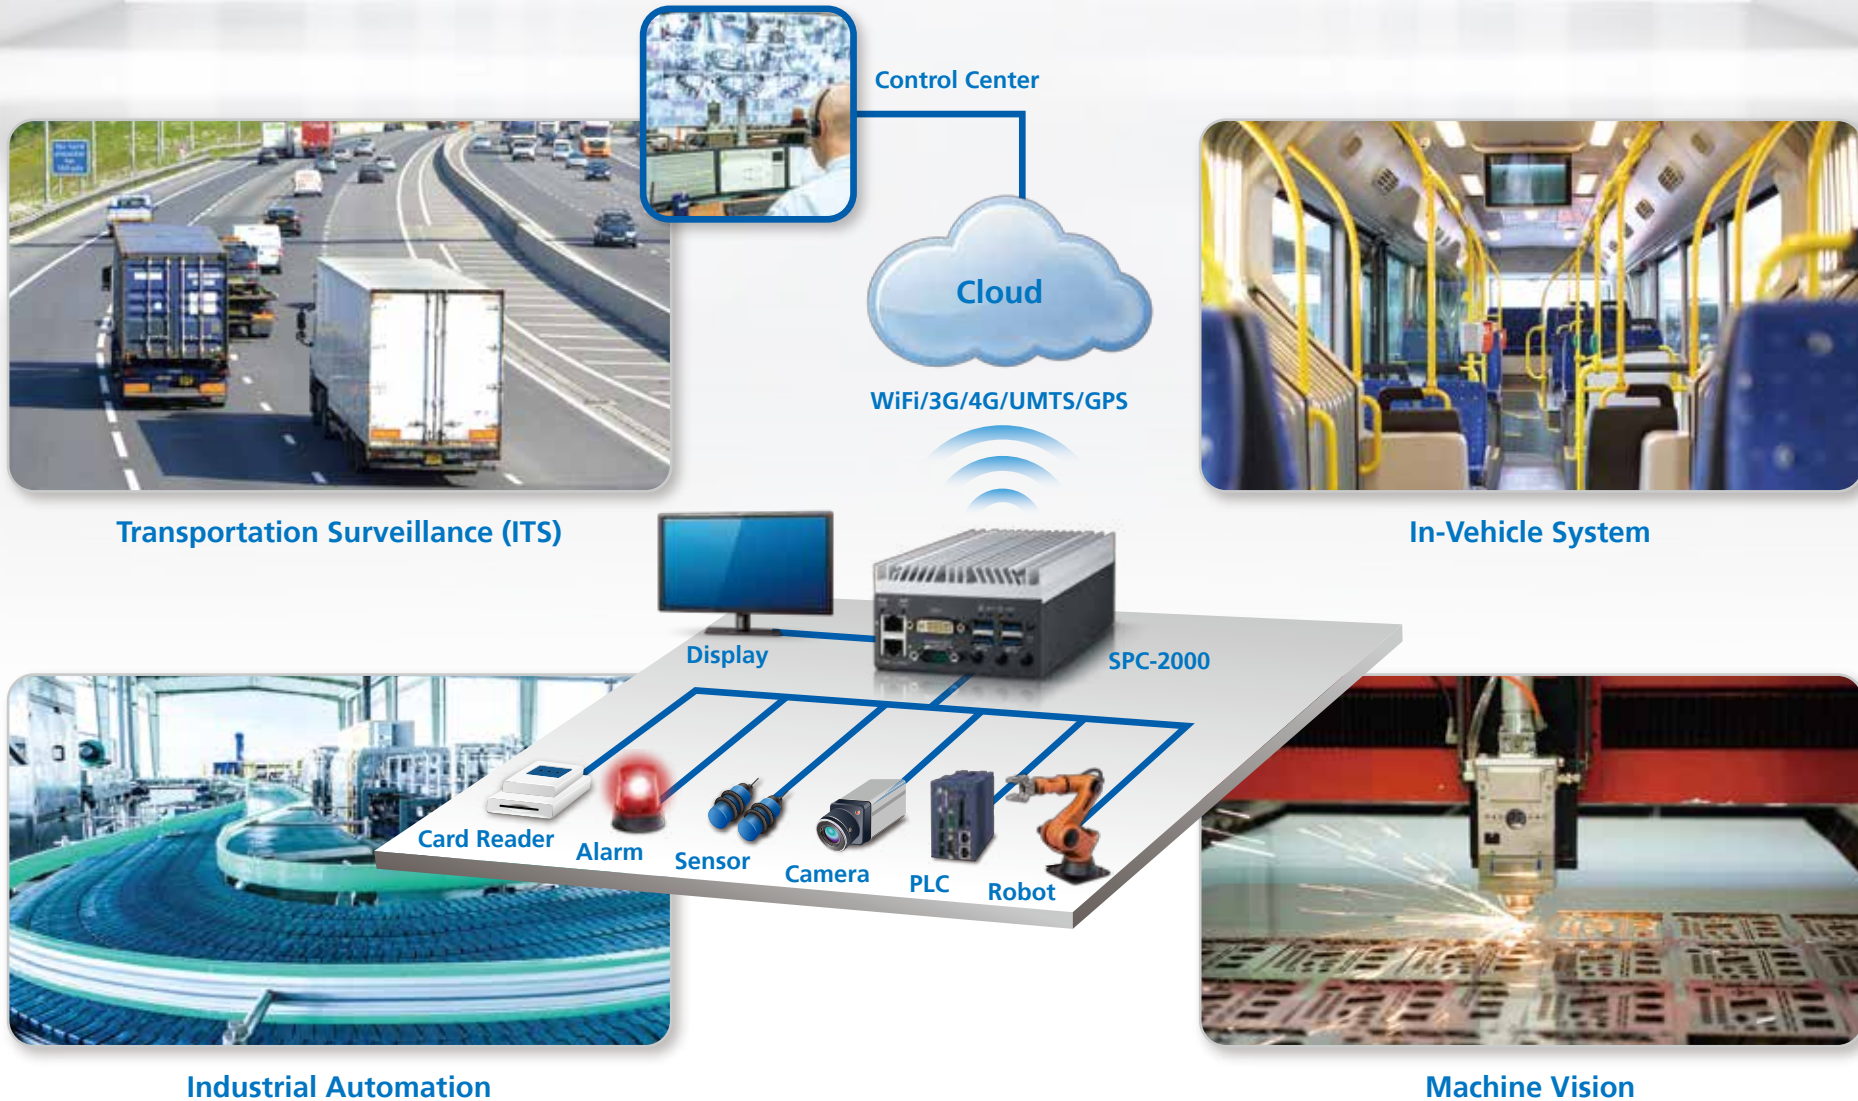 Control Center
Cloud
WiFi/3G/4G/UMTS/GPS
Transportation Surveillance (ITS)
In-Vehicle System
Display
SPC-2000
Card Reader
Alarm
Sensor
Camera
PLC
Robot
Industrial Automation
Machine Vision